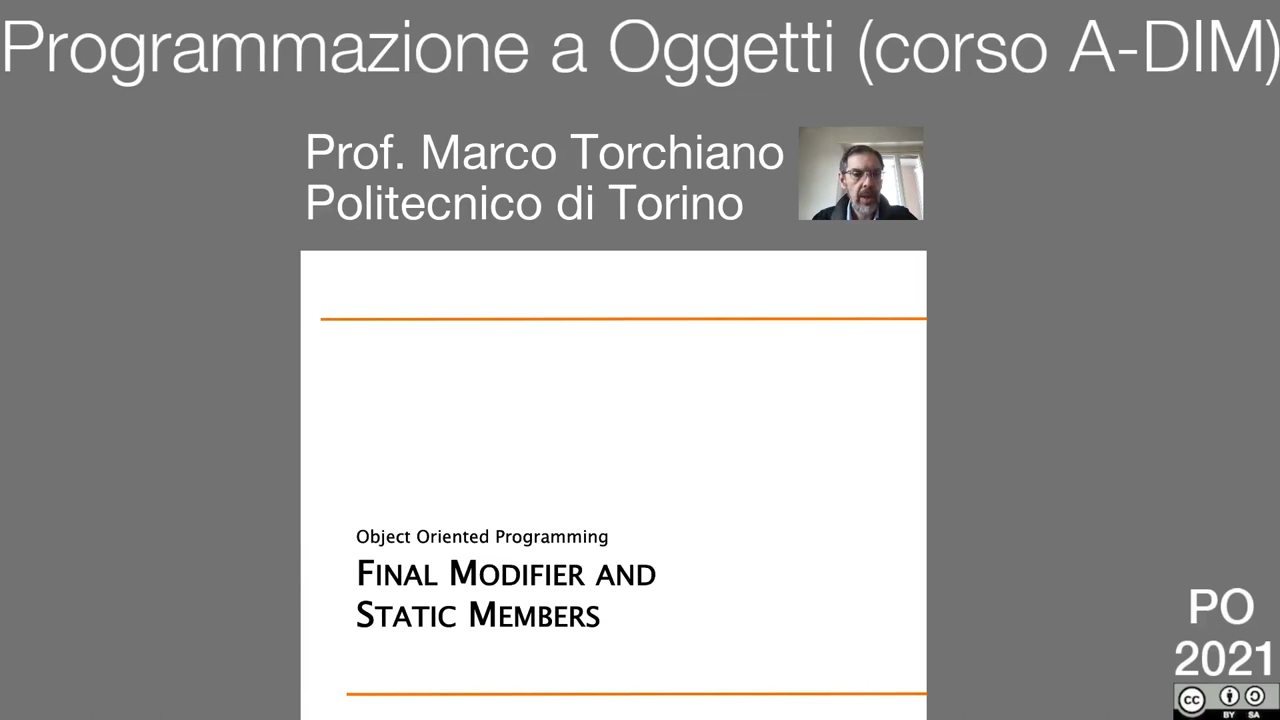 Programmazione a Oggetti (corso A-DIM)
Prof. Marco Torchiano
Politecnico di Torino
Object Oriented Programming
FINAL MODIFIER AND
STATIC MEMBERS
PO
2021
CC
BY SA